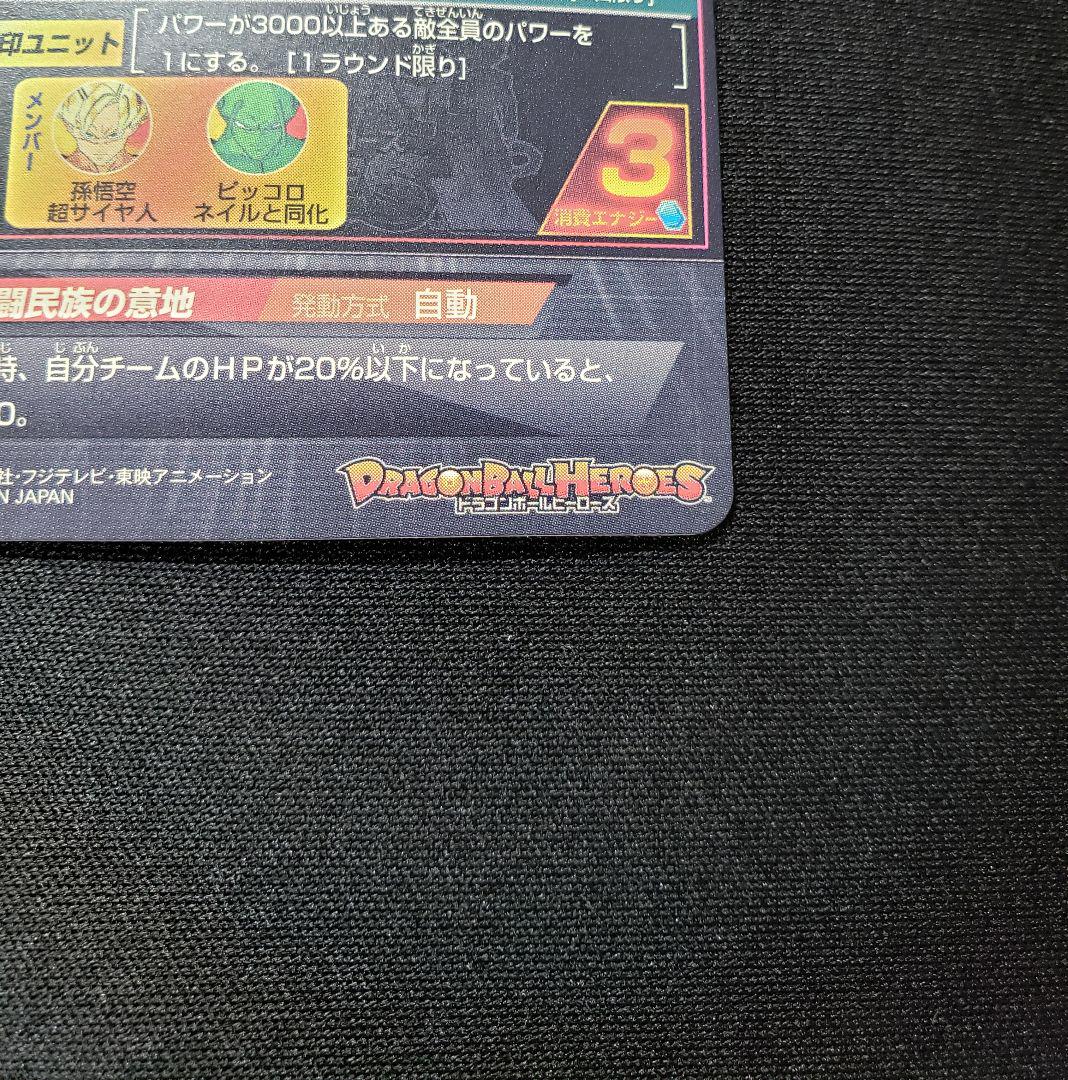 印ユニット
パワーが3000以上ある敵全員のパワーを
1にする。 [1ラウンド限り]
メンバー
孫悟空
超サイヤ人
ピッコロ
ネイルと同化
3
消費エナジー
闘民族の意地
発動方式 自動
時、自分チームのHPが20%以下になっていると、
0。
社・フジテレビ・東映アニメーション
N JAPAN
DRAGONBALL HEROES
ドラゴンボールヒーローズ